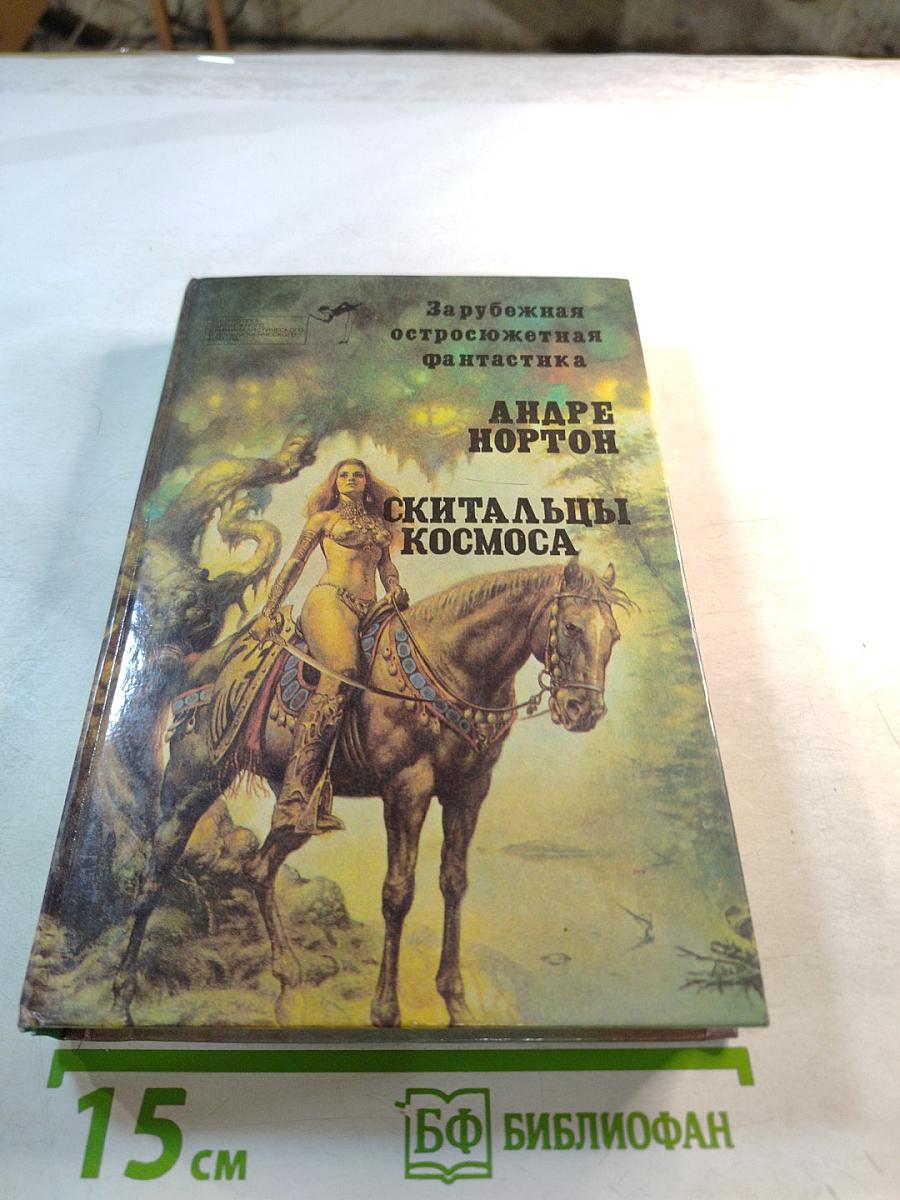 Зарубежная
остросюжетная
фантастика
АНДРЕ
НОРТОН
СКИТАЛЬЦЫ
КОСМОСА
15 см
БФ БИБЛИОФАН